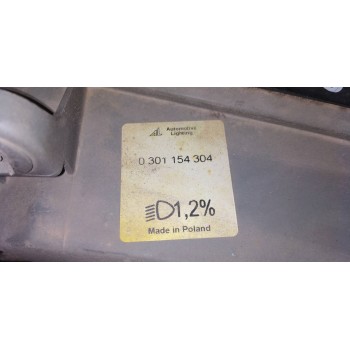 Automotive
Lighting
0 301 154 304
1,2%
Made in Poland